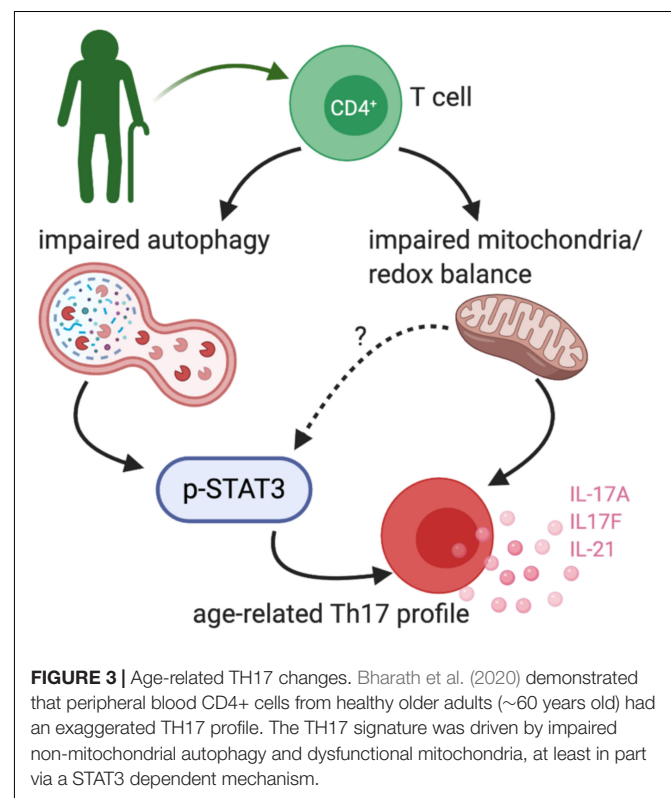 CD4+
T cell
impaired autophagy
impaired mitochondria/
redox balance
?
p-STAT3
IL-17A
IL17F
IL-21
age-related Th17 profile
FIGURE 3 | Age-related TH17 changes. Bharath et al. (2020) demonstrated
that peripheral blood CD4+ cells from healthy older adults (~60 years old) had
an exaggerated TH17 profile. The TH17 signature was driven by impaired
non-mitochondrial autophagy and dysfunctional mitochondria, at least in part
via a STAT3 dependent mechanism.